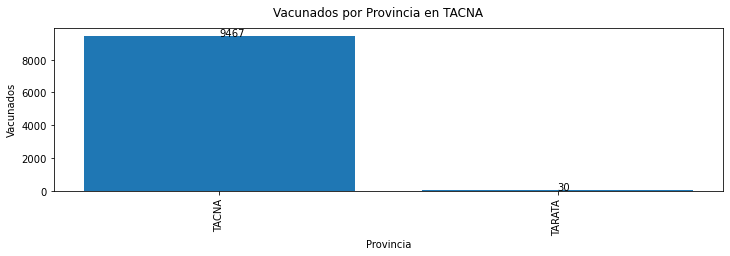 Vacunados por Provincia en TACNA
9467
8000
6000
4000
2000
0
Vacunados
30
TACNA
TARATA
Provincia